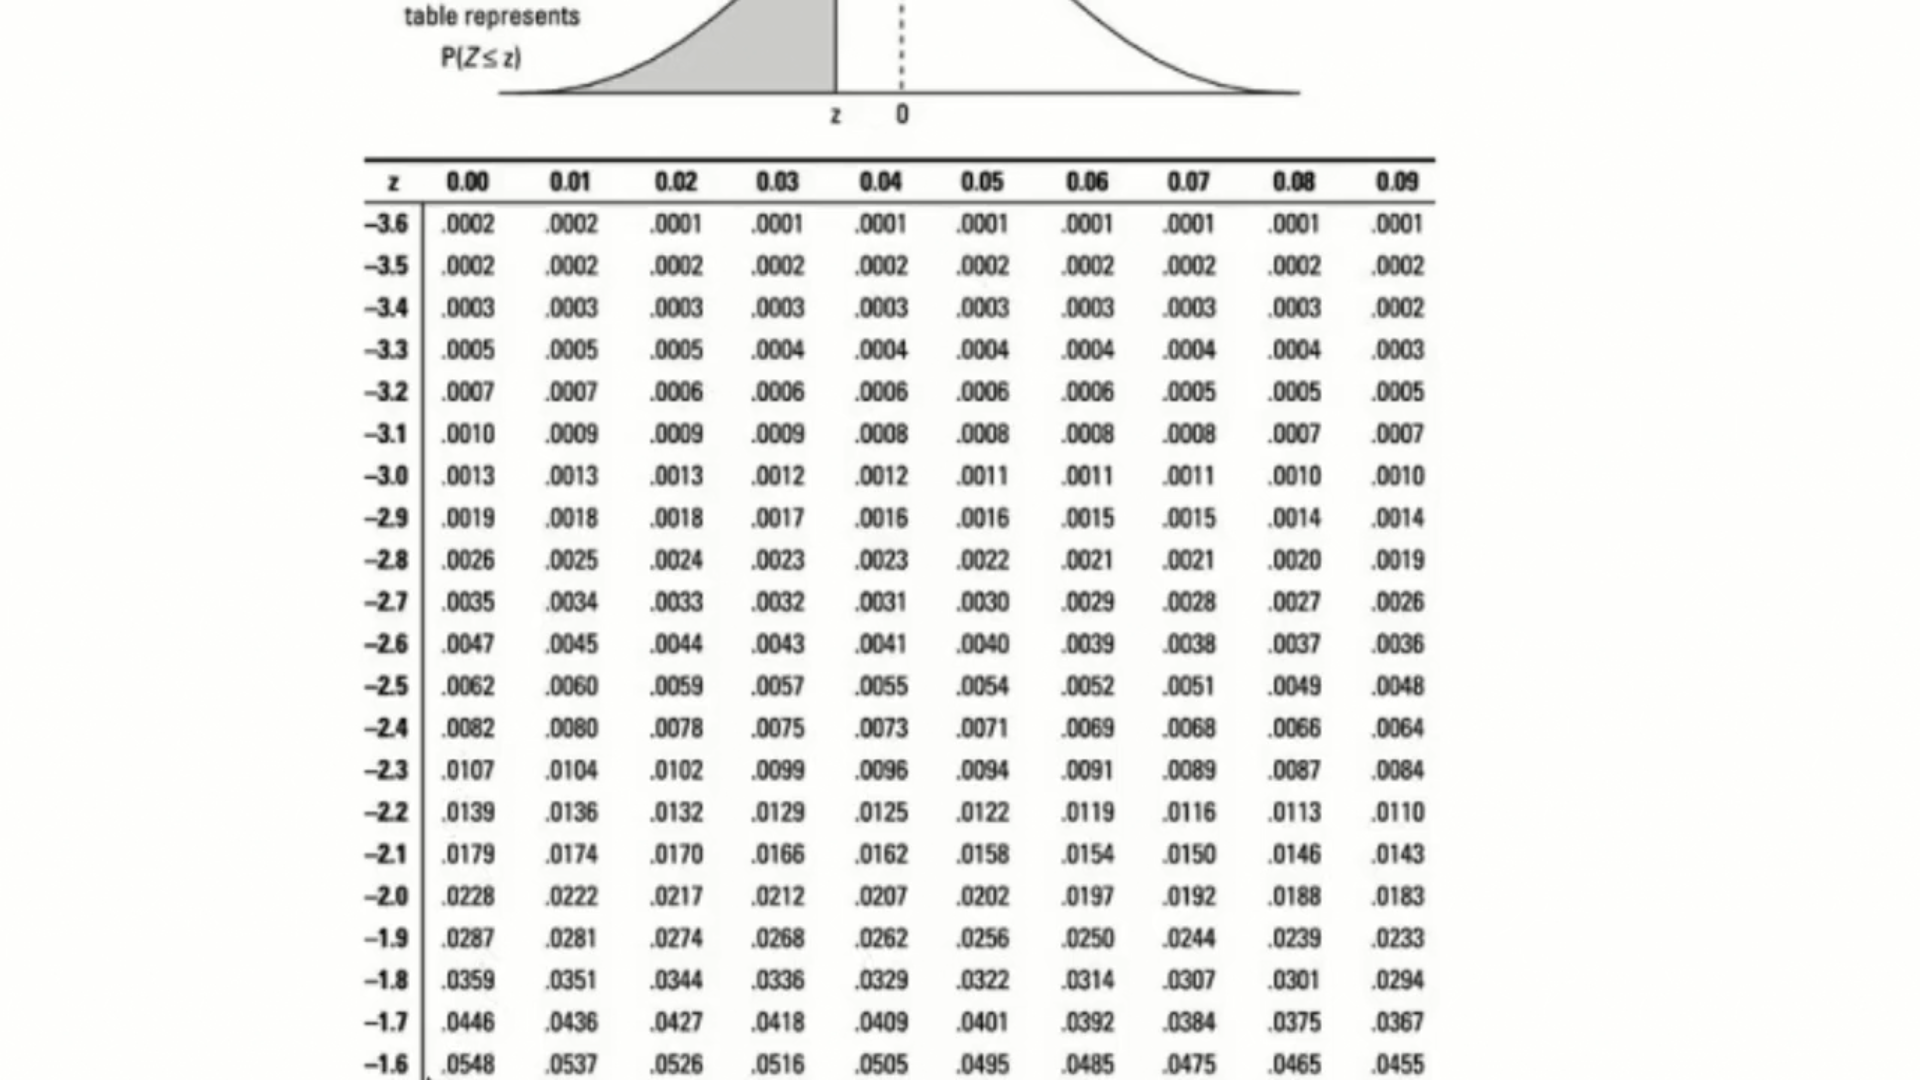 table represents
P(Z≤ z)
z 0
z 0.00 0.01 0.02 0.03 0.04 0.05 0.06 0.07 0.08 0.09
–3.6 .0002 .0002 .0001 .0001 .0001 .0001 .0001 .0001 .0001 .0001
–3.5 .0002 .0002 .0002 .0002 .0002 .0002 .0002 .0002 .0002 .0002
–3.4 .0003 .0003 .0003 .0003 .0003 .0003 .0003 .0003 .0003 .0002
–3.3 .0005 .0005 .0005 .0004 .0004 .0004 .0004 .0004 .0004 .0003
–3.2 .0007 .0007 .0006 .0006 .0006 .0006 .0006 .0005 .0005 .0005
–3.1 .0010 .0009 .0009 .0009 .0008 .0008 .0008 .0008 .0007 .0007
–3.0 .0013 .0013 .0013 .0012 .0012 .0011 .0011 .0011 .0010 .0010
–2.9 .0019 .0018 .0018 .0017 .0016 .0016 .0015 .0015 .0014 .0014
–2.8 .0026 .0025 .0024 .0023 .0023 .0022 .0021 .0021 .0020 .0019
–2.7 .0035 .0034 .0033 .0032 .0031 .0030 .0029 .0028 .0027 .0026
–2.6 .0047 .0045 .0044 .0043 .0041 .0040 .0039 .0038 .0037 .0036
–2.5 .0062 .0060 .0059 .0057 .0055 .0054 .0052 .0051 .0049 .0048
–2.4 .0082 .0080 .0078 .0075 .0073 .0071 .0069 .0068 .0066 .0064
–2.3 .0107 .0104 .0102 .0099 .0096 .0094 .0091 .0089 .0087 .0084
–2.2 .0139 .0136 .0132 .0129 .0125 .0122 .0119 .0116 .0113 .0110
–2.1 .0179 .0174 .0170 .0166 .0162 .0158 .0154 .0150 .0146 .0143
–2.0 .0228 .0222 .0217 .0212 .0207 .0202 .0197 .0192 .0188 .0183
–1.9 .0287 .0281 .0274 .0268 .0262 .0256 .0250 .0244 .0239 .0233
–1.8 .0359 .0351 .0344 .0336 .0329 .0322 .0314 .0307 .0301 .0294
–1.7 .0446 .0436 .0427 .0418 .0409 .0401 .0392 .0384 .0375 .0367
–1.6 .0548 .0537 .0526 .0516 .0505 .0495 .0485 .0475 .0465 .0455